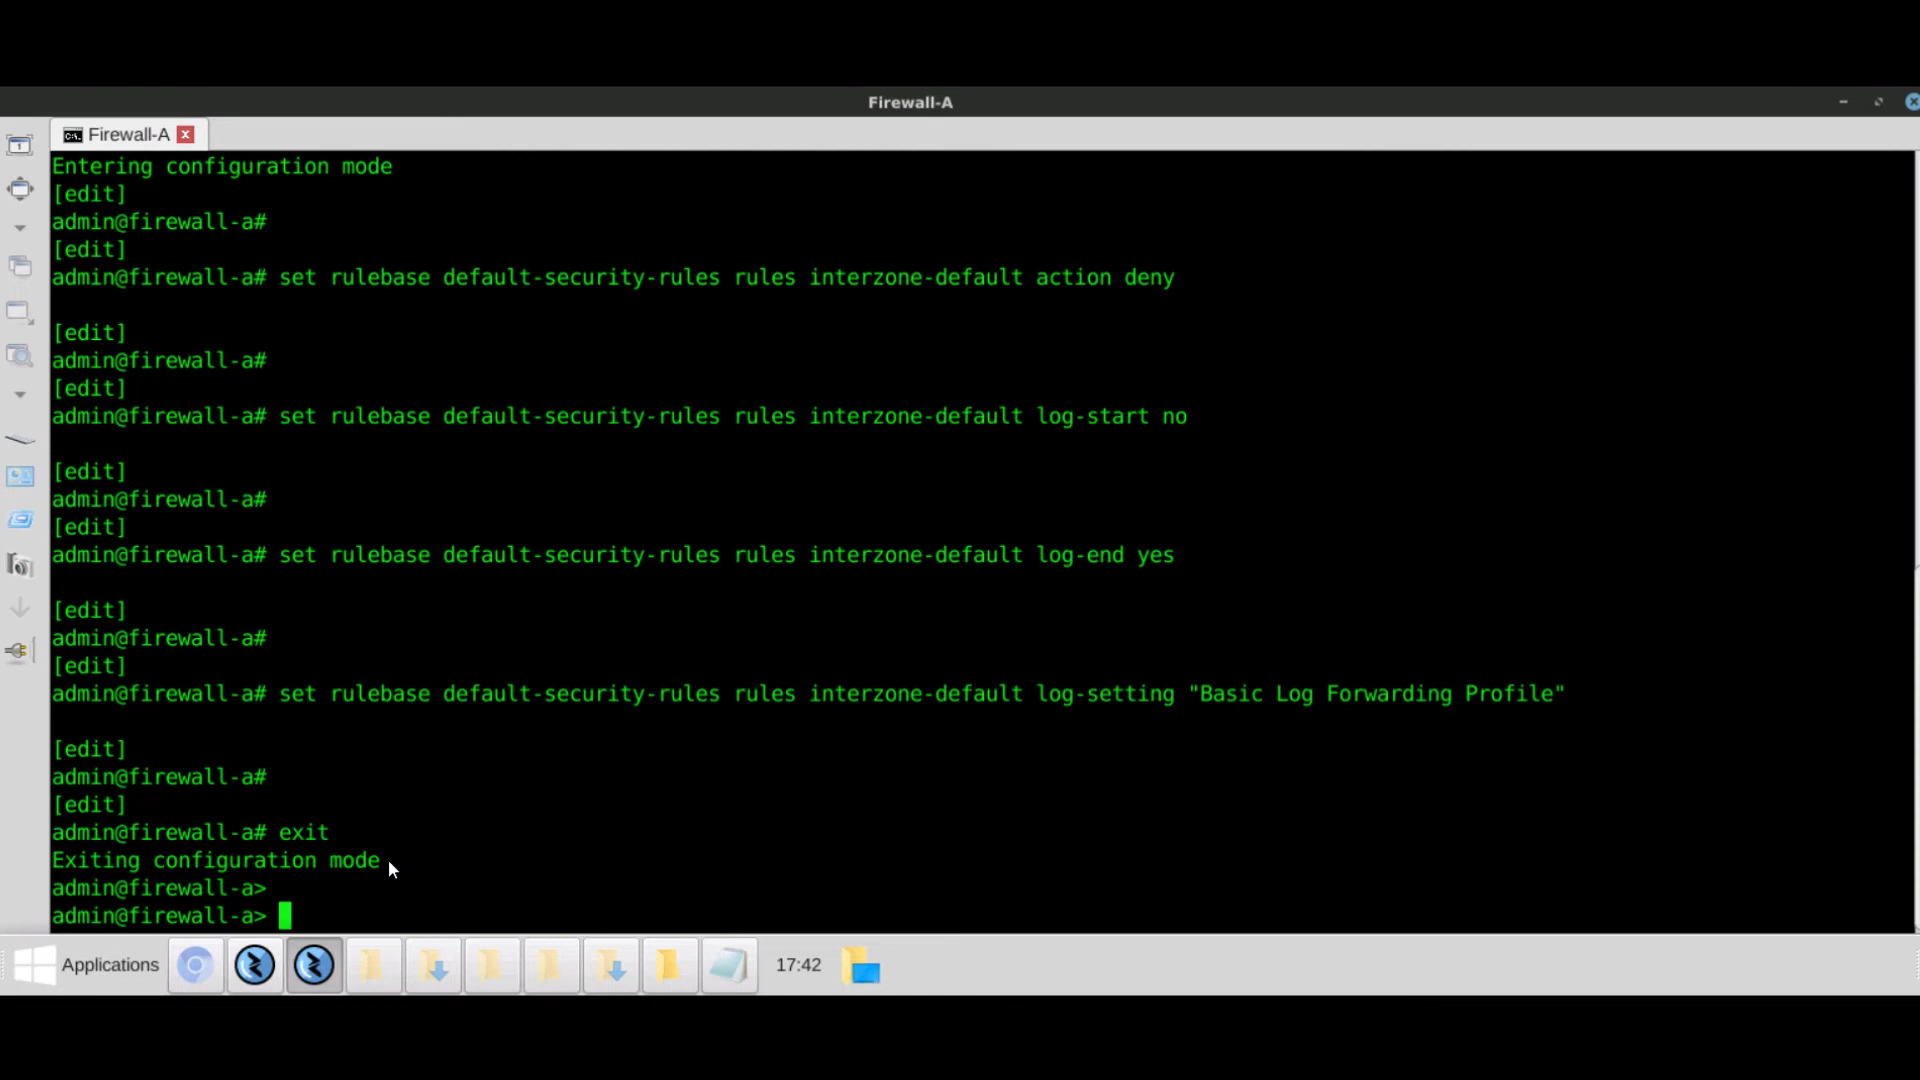 Firewall-A
Firewall-A
Entering configuration mode
[edit]
admin@firewall-a#
[edit]
admin@firewall-a# set rulebase default-security-rules rules interzone-default action deny
[edit]
admin@firewall-a#
[edit]
admin@firewall-a# set rulebase default-security-rules rules interzone-default log-start no
[edit]
admin@firewall-a#
[edit]
admin@firewall-a# set rulebase default-security-rules rules interzone-default log-end yes
[edit]
admin@firewall-a#
[edit]
admin@firewall-a# set rulebase default-security-rules rules interzone-default log-setting "Basic Log Forwarding Profile"
[edit]
admin@firewall-a#
[edit]
admin@firewall-a# exit
Exiting configuration mode
admin@firewall-a>
admin@firewall-a>
Applications 17:42